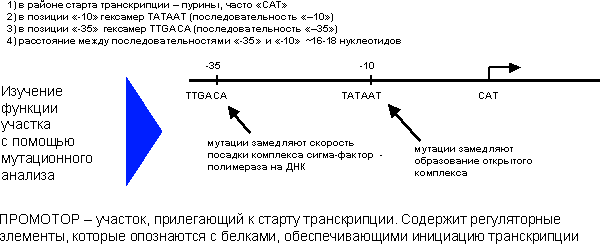 1) в районе старта транскрипции – пурины, часто «CAT»
2) в позиции «-10» гексамер TATAAT (последовательность «–10»)
3) в позиции «-35» гексамер TTGACA (последовательность «–35»)
4) расстояние между последовательностями «-35» и «-10» ~16-18 нуклеотидов
-35
-10
TTGACA
TATAAT
CAT
Изучение
функции
участка
с помощью
мутационного
анализа
мутации замедляют скорость
посадки комплекса сигма-фактор -
полимераза на ДНК
мутации замедляют
образование открытого
комплекса
ПРОМОТОР – участок, прилегающий к старту транскрипции. Содержит регуляторные
элементы, которые опознаются с белками, обеспечивающими инициацию транскрипции